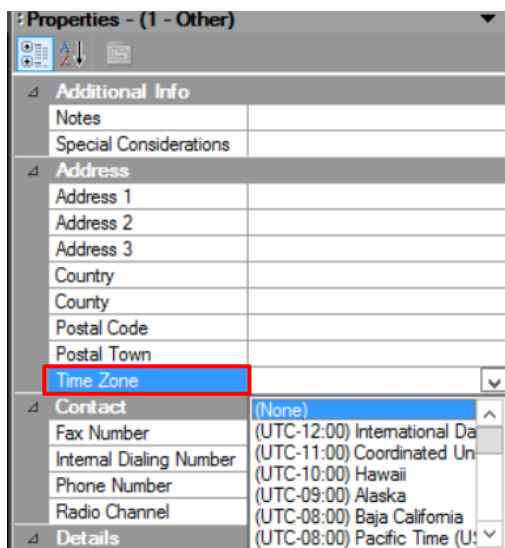 Properties - (1 - Other)
Additional Info
Notes
Special Considerations
Address
Address 1
Address 2
Address 3
Country
County
Postal Code
Postal Town
Time Zone
Contact
(None)
Fax Number
(UTC-12:00) International Da
Internal Dialing Number
(UTC-11:00) Coordinated Un
(UTC-10:00) Hawaii
Phone Number
(UTC-09:00) Alaska
Radio Channel
(UTC-08:00) Baja California
Details
(UTC-08:00) Pacific Time (US